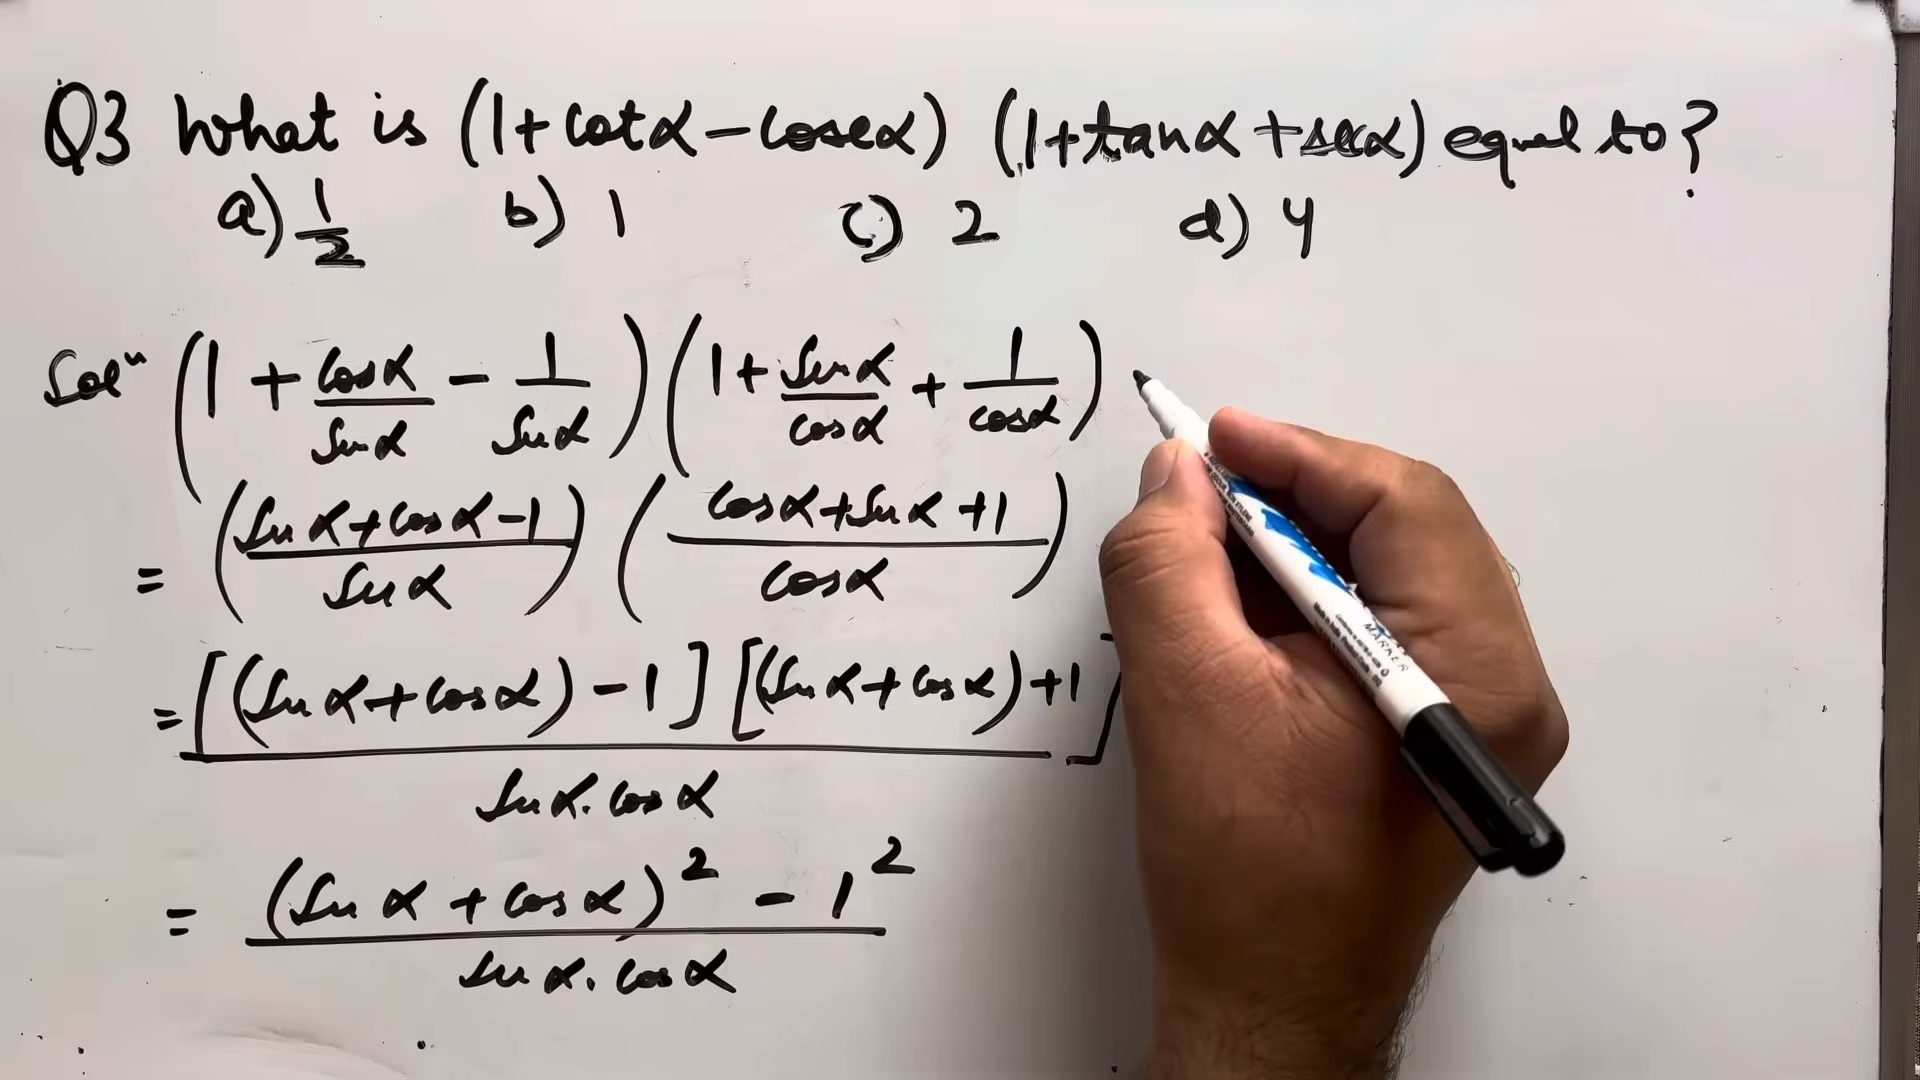 Q3 What is (1+cotα-cosecα) (1+tanα+secα) equal to?
a) 1/2 b) 1 c) 2 d) 4
Solⁿ (1 + cosα/sinα - 1/sinα) (1 + sinα/cosα + 1/cosα)
= (sinα+cosα-1/sinα) (cosα+sinα+1/cosα)
= [(sinα+cosα)-1] [(sinα+cosα)+1]
sinα.cosα
= (sinα+cosα)² - 1²
sinα.cosα
MARKER